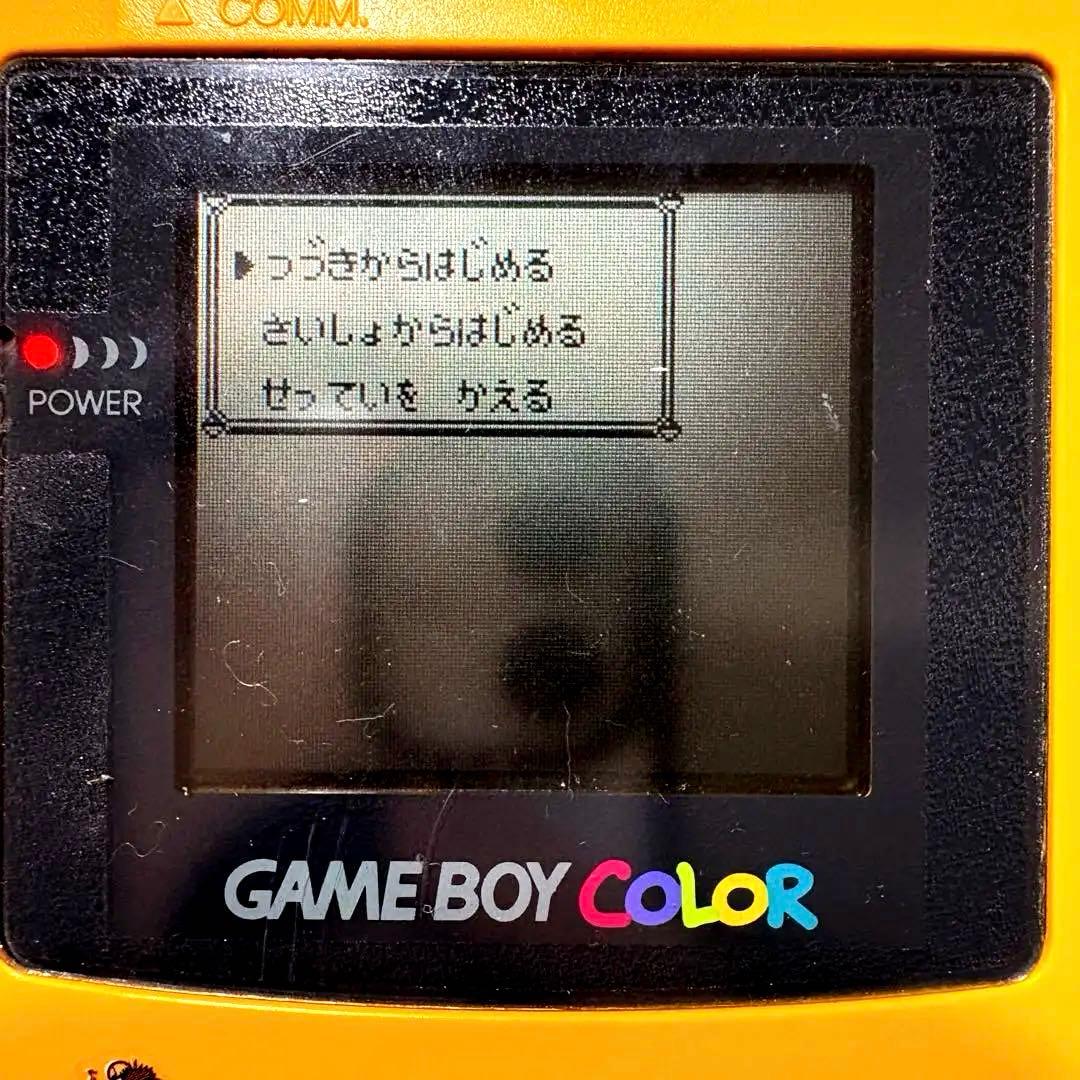 COMM.
▶つづきからはじめる
さいしょからはじめる
せっていを かえる
POWER
GAME BOY COLOR